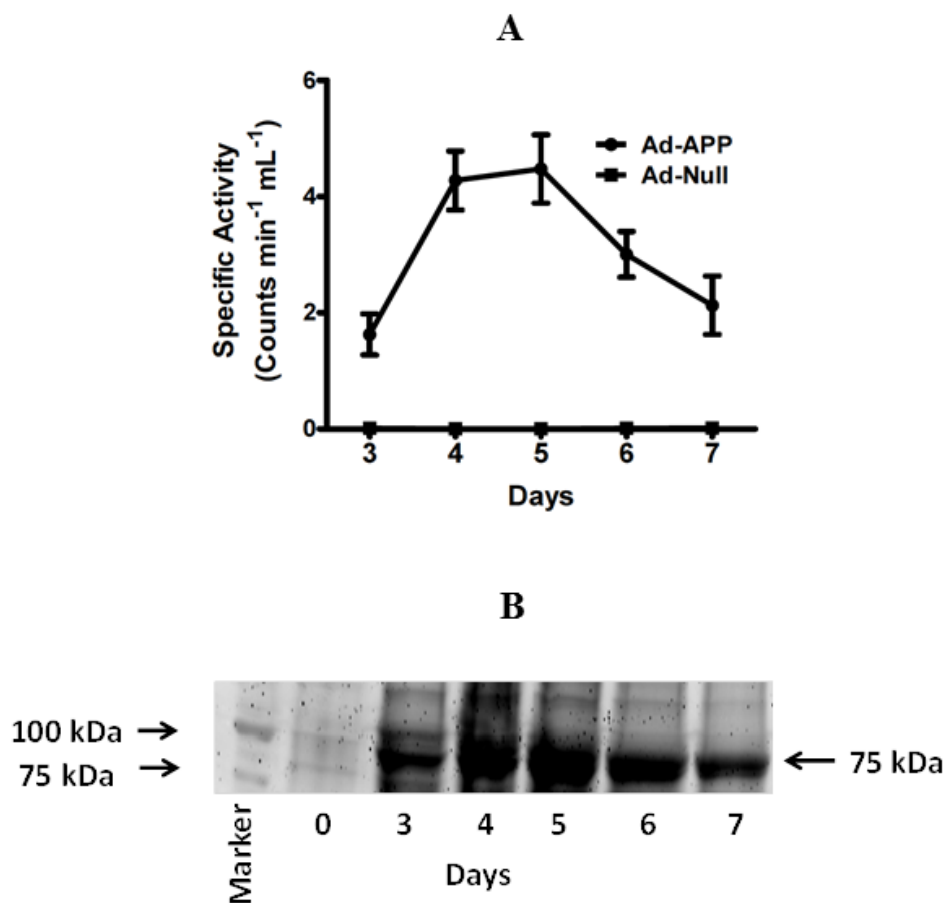 A
6
4
2
0
Specific Activity
(Counts min⁻¹ mL⁻¹)
Ad-APP
Ad-Null
3 4 5 6 7
Days
B
100 kDa
75 kDa
75 kDa
Marker
0 3 4 5 6 7
Days